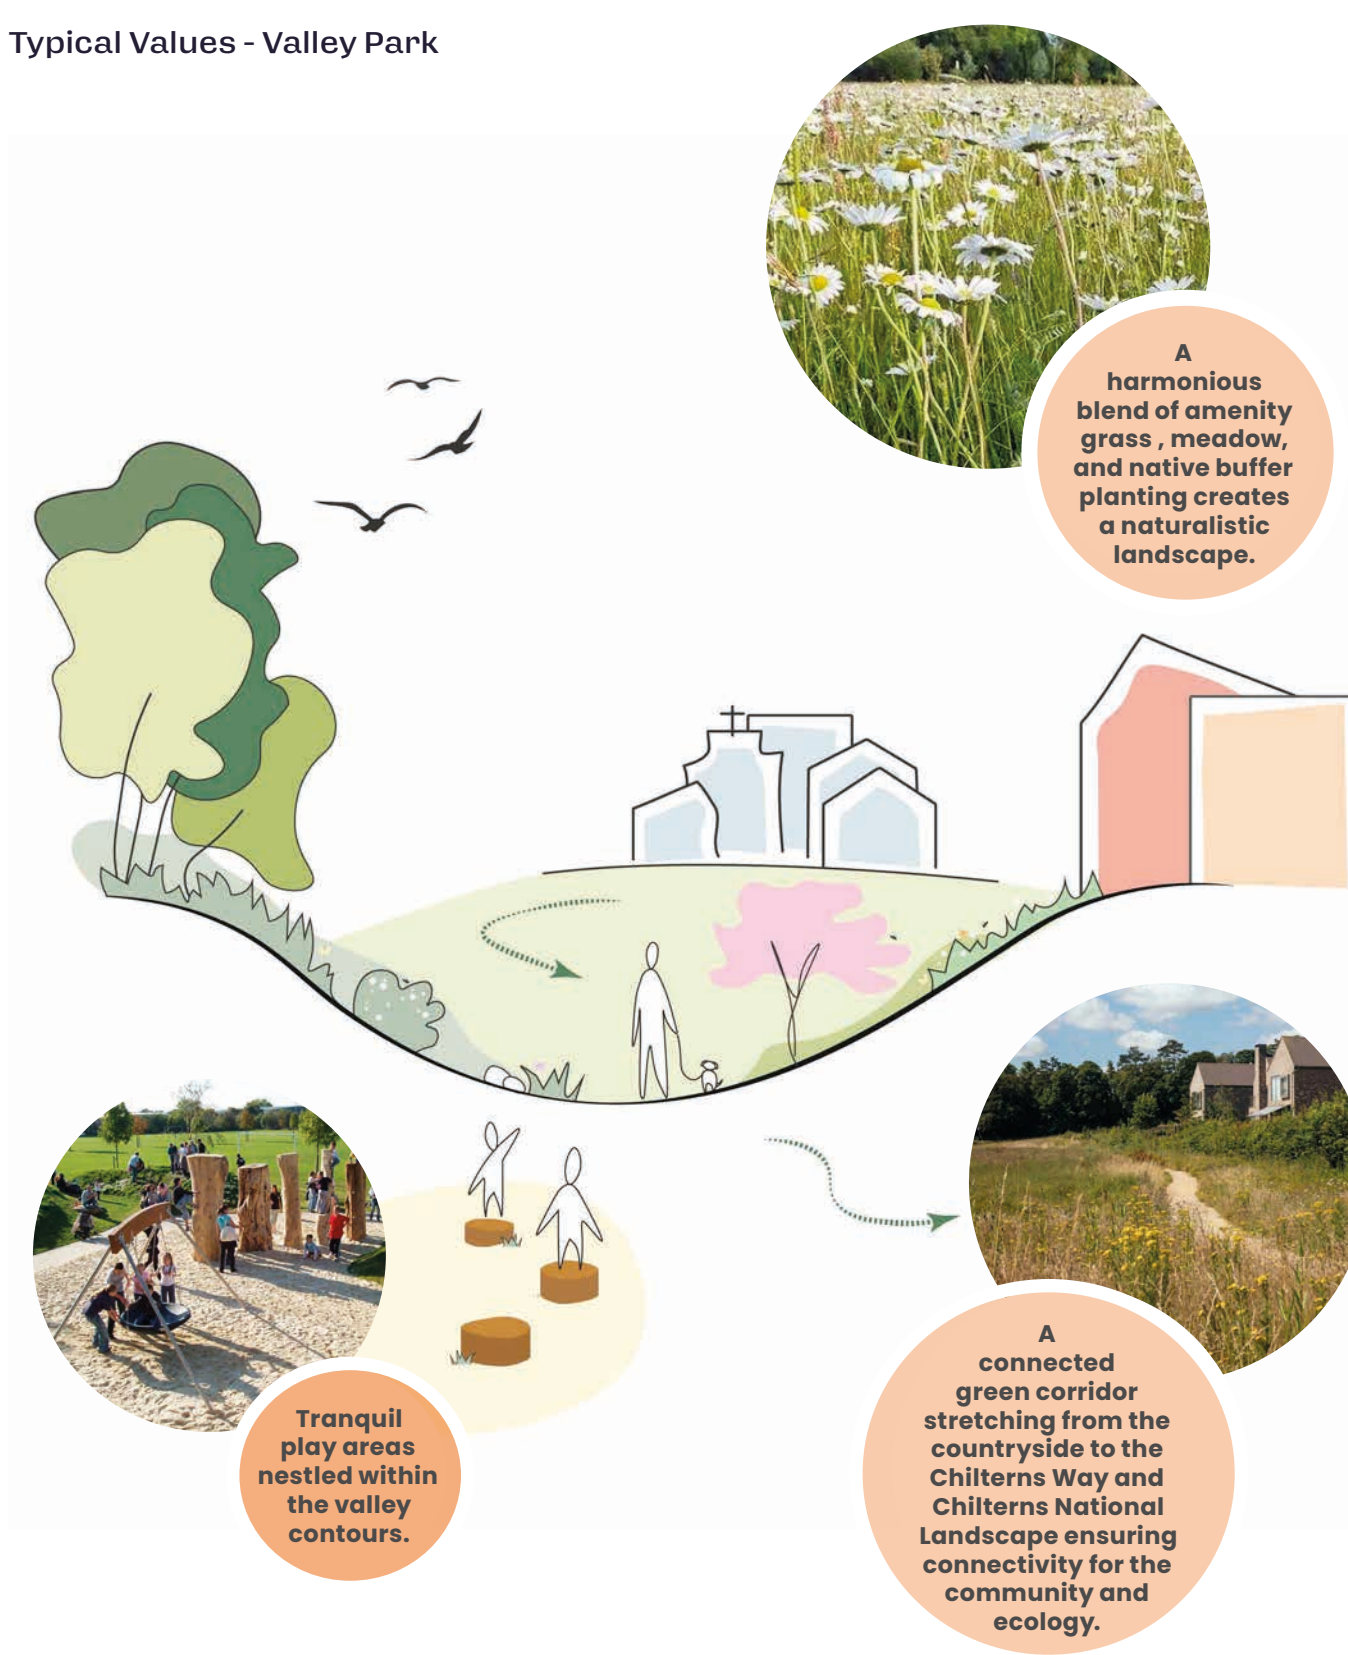 Typical Values - Valley Park
A
harmonious
blend of amenity
grass , meadow,
and native buffer
planting creates
a naturalistic
landscape.
Tranquil
play areas
nestled within
the valley
contours.
A
connected
green corridor
stretching from the
countryside to the
Chilterns Way and
Chilterns National
Landscape ensuring
connectivity for the
community and
ecology.